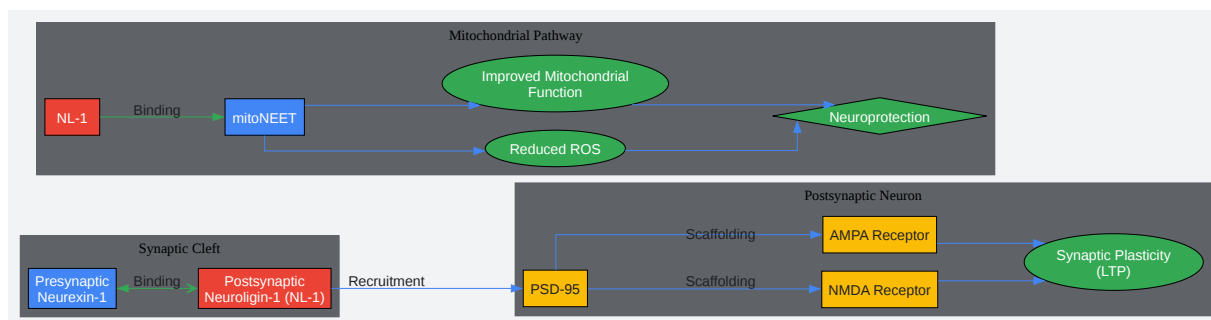 Mitochondrial Pathway
NL-1
Binding
mitoNEET
Improved Mitochondrial
Function
Reduced ROS
Neuroprotection
Synaptic Cleft
Presynaptic
Neurexin-1
Binding
Postsynaptic
Neuroligin-1 (NL-1)
Recruitment
Postsynaptic Neuron
PSD-95
Scaffolding
AMPA Receptor
Scaffolding
NMDA Receptor
Synaptic Plasticity
(LTP)